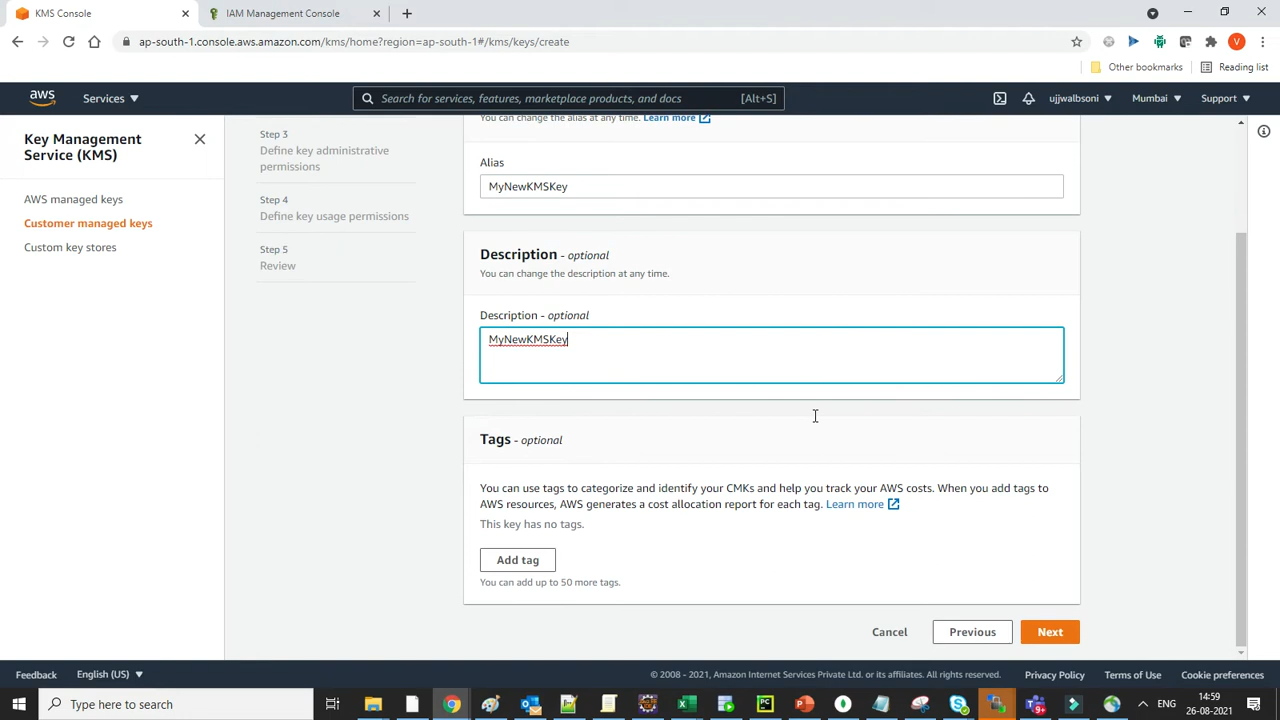 KMS Console
IAM Management Console
ap-south-1.console.aws.amazon.com/kms/home?region=ap-south-1#/kms/keys/create
V
Other bookmarks
Reading list
aws
Services
Search for services, features, marketplace products, and docs
[Alt+S]
ujjwalbsoni
Mumbai
Support
Key Management
Service (KMS)
AWS managed keys
Customer managed keys
Custom key stores
Step 3
Define key administrative
permissions
Step 4
Define key usage permissions
Step 5
Review
You can change the alias at any time. Learn more
Alias
MyNewKMSKey
Description - optional
You can change the description at any time.
Description - optional
MyNewKMSKey
Tags - optional
You can use tags to categorize and identify your CMKs and help you track your AWS costs. When you add tags to
AWS resources, AWS generates a cost allocation report for each tag. Learn more
This key has no tags.
Add tag
You can add up to 50 more tags.
Cancel
Previous
Next
Feedback
English (US)
© 2008 - 2021, Amazon Internet Services Private Ltd. or its affiliates. All rights reserved.
Privacy Policy
Terms of Use
Cookie preferences
Type here to search
ENG
14:59
26-08-2021